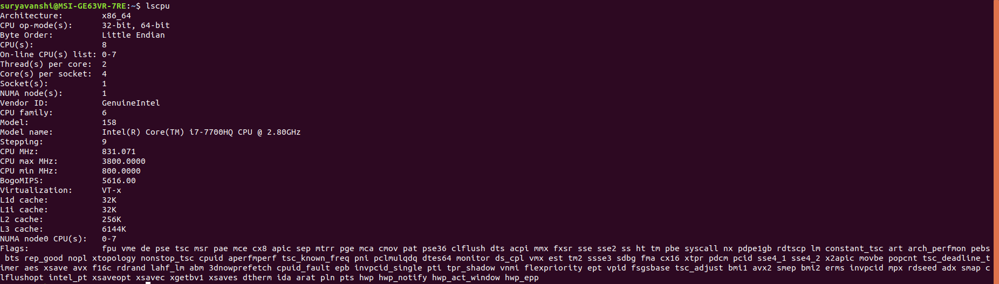 suryavanshi@MSI-GE63VR-7RE:~$ lscpu
Architecture:        x86_64
CPU op-mode(s):      32-bit, 64-bit
Byte Order:          Little Endian
CPU(s):              8
On-line CPU(s) list: 0-7
Thread(s) per core:  2
Core(s) per socket:  4
Socket(s):           1
NUMA node(s):        1
Vendor ID:           GenuineIntel
CPU family:          6
Model:               158
Model name:          Intel(R) Core(TM) i7-7700HQ CPU @ 2.80GHz
Stepping:            9
CPU MHz:             831.071
CPU max MHz:         3800.0000
CPU min MHz:         800.0000
BogoMIPS:            5616.00
Virtualization:      VT-x
L1d cache:           32K
L1i cache:           32K
L2 cache:            256K
L3 cache:            6144K
NUMA node0 CPU(s):   0-7
Flags:               fpu vme de pse tsc msr pae mce cx8 apic sep mtrr pge mca cmov pat pse36 clflush dts acpi mmx fxsr sse sse2 ss ht tm pbe syscall nx pdpe1gb rdtscp lm constant_tsc art arch_perfmon pebs
 bts rep_good nopl xtopology nonstop_tsc cpuid aperfmperf tsc_known_freq pni pclmulqdq dtes64 monitor ds_cpl vmx est tm2 ssse3 sdbg fma cx16 xtpr pdcm pcid sse4_1 sse4_2 x2apic movbe popcnt tsc_deadline_t
imer aes xsave avx f16c rdrand lahf_lm abm 3dnowprefetch cpuid_fault epb invpcid_single pti tpr_shadow vnmi flexpriority ept vpid fsgsbase tsc_adjust bmi1 avx2 smep bmi2 erms invpcid mpx rdseed adx smap c
lflushopt intel_pt xsaveopt xsavec xgetbv1 xsaves dtherm ida arat pln pts hwp hwp_notify hwp_act_window hwp_epp